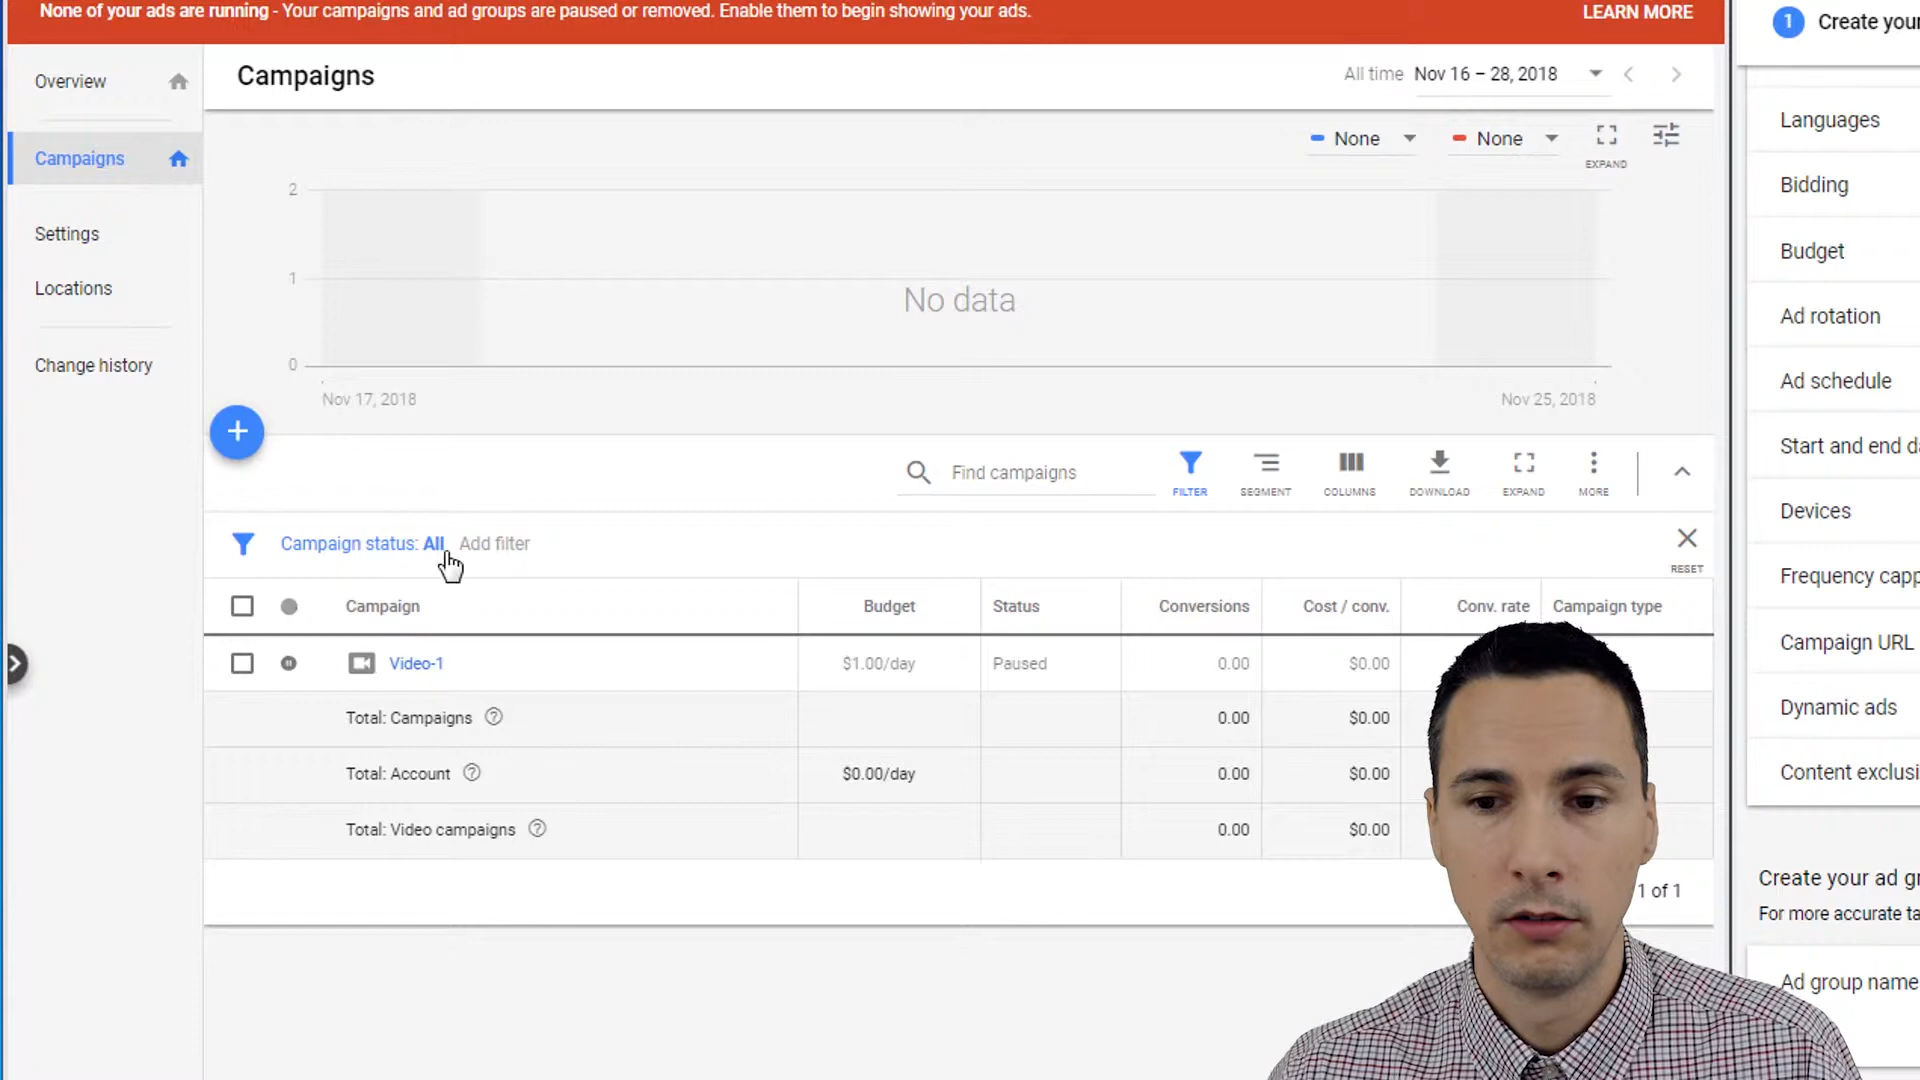 None of your ads are running - Your campaigns and ad groups are paused or removed. Enable them to begin showing your ads.
LEARN MORE
Overview
Campaigns
Settings
Locations
Change history
Campaigns
All time Nov 16 – 28, 2018
None
None
EXPAND
2
1
0
No data
Nov 17, 2018
Nov 25, 2018
Find campaigns
FILTER
SEGMENT
COLUMNS
DOWNLOAD
EXPAND
MORE
Campaign status: All Add filter
RESET
Campaign Budget Status Conversions Cost / conv. Conv. rate Campaign type
Video-1 $1.00/day Paused 0.00 $0.00
Total: Campaigns 0.00 $0.00
Total: Account $0.00/day 0.00 $0.00
Total: Video campaigns 0.00 $0.00
1 of 1
1 Create your
Languages
Bidding
Budget
Ad rotation
Ad schedule
Start and end
Devices
Frequency
Campaign URL
Dynamic ads
Content
Create your ad
For more accurate
Ad group name